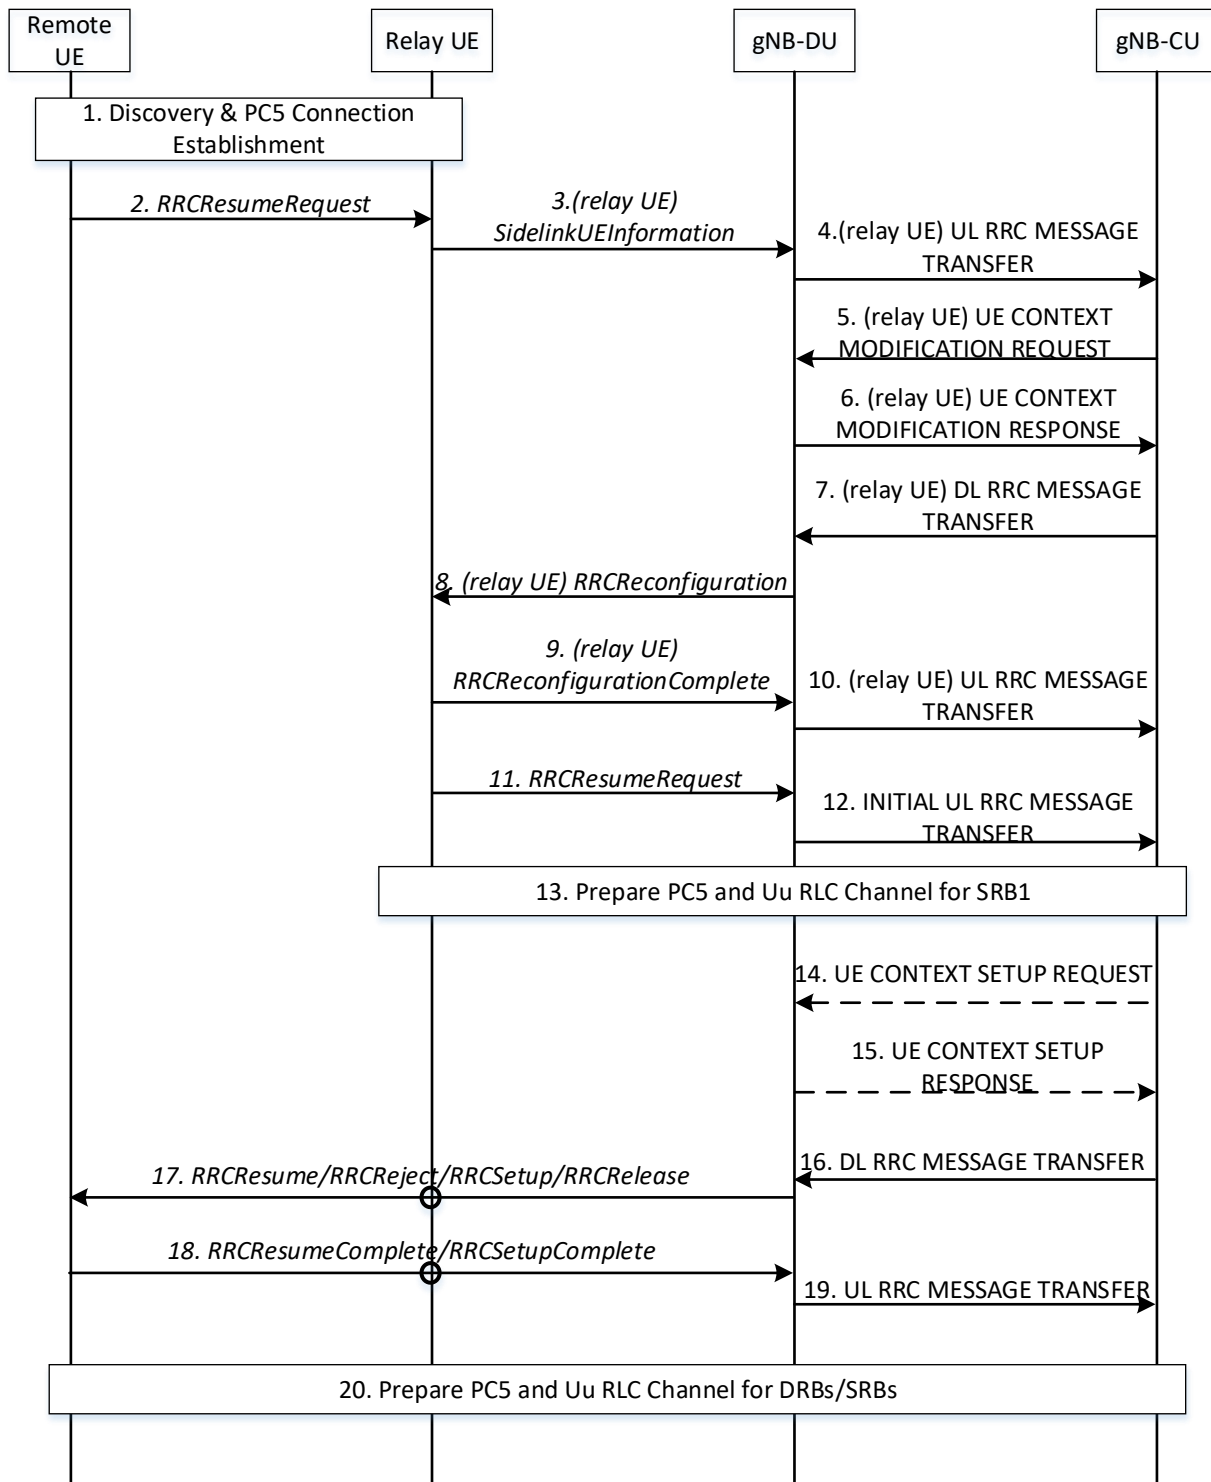 Remote
UE
Relay UE
gNB-DU
gNB-CU
1. Discovery & PC5 Connection
Establishment
2. RRCResumeRequest
3.(relay UE)
SidelinkUEInformation
4.(relay UE) UL RRC MESSAGE
TRANSFER
5. (relay UE) UE CONTEXT
MODIFICATION REQUEST
6. (relay UE) UE CONTEXT
MODIFICATION RESPONSE
7. (relay UE) DL RRC MESSAGE
TRANSFER
8. (relay UE) RRCReconfiguration
9. (relay UE)
RRCReconfigurationComplete
10. (relay UE) UL RRC MESSAGE
TRANSFER
11. RRCResumeRequest
12. INITIAL UL RRC MESSAGE
TRANSFER
13. Prepare PC5 and Uu RLC Channel for SRB1
14. UE CONTEXT SETUP REQUEST
15. UE CONTEXT SETUP
RESPONSE
16. DL RRC MESSAGE TRANSFER
17. RRCResume/RRCReject/RRCSetup/RRCRelease
18. RRCResumeComplete/RRCSetupComplete
19. UL RRC MESSAGE TRANSFER
20. Prepare PC5 and Uu RLC Channel for DRBs/SRBs